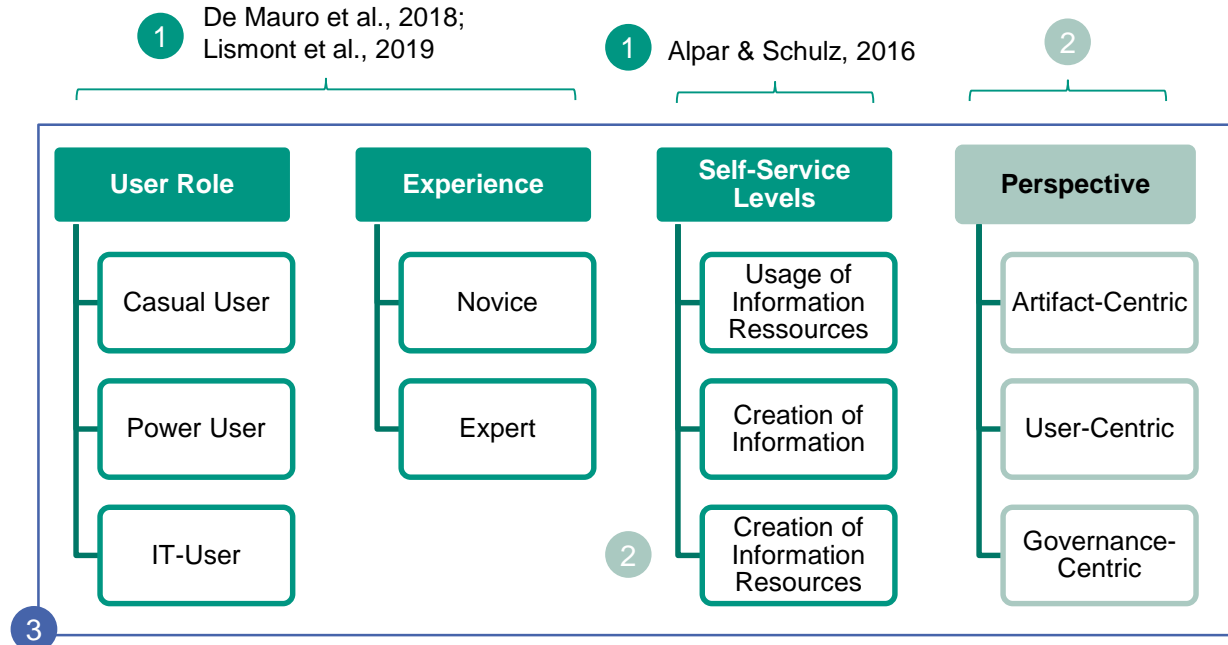 1
De Mauro et al., 2018;
Lismont et al., 2019
1
Alpar & Schulz, 2016
2
User Role
Casual User
Power User
IT-User
Experience
Novice
Expert
Self-Service
Levels
Usage of
Information
Ressources
Creation of
Information
2
Creation of
Information
Resources
Perspective
Artifact-Centric
User-Centric
Governance-
Centric
3